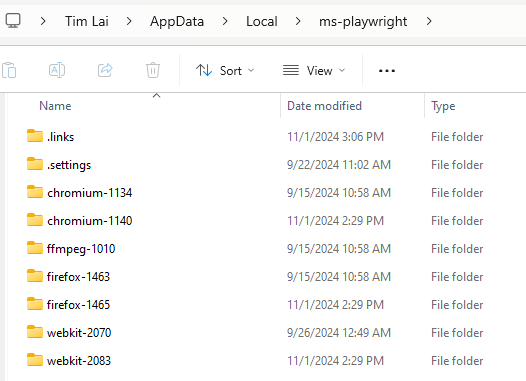 Tim Lai > AppData > Local > ms-playwright >
Sort View ...
Name Date modified Type
.links 11/1/2024 3:06 PM File folder
.settings 9/22/2024 11:02 AM File folder
chromium-1134 9/15/2024 10:58 AM File folder
chromium-1140 11/1/2024 2:29 PM File folder
ffmpeg-1010 9/15/2024 10:58 AM File folder
firefox-1463 9/15/2024 10:58 AM File folder
firefox-1465 11/1/2024 2:29 PM File folder
webkit-2070 9/26/2024 12:49 AM File folder
webkit-2083 11/1/2024 2:29 PM File folder